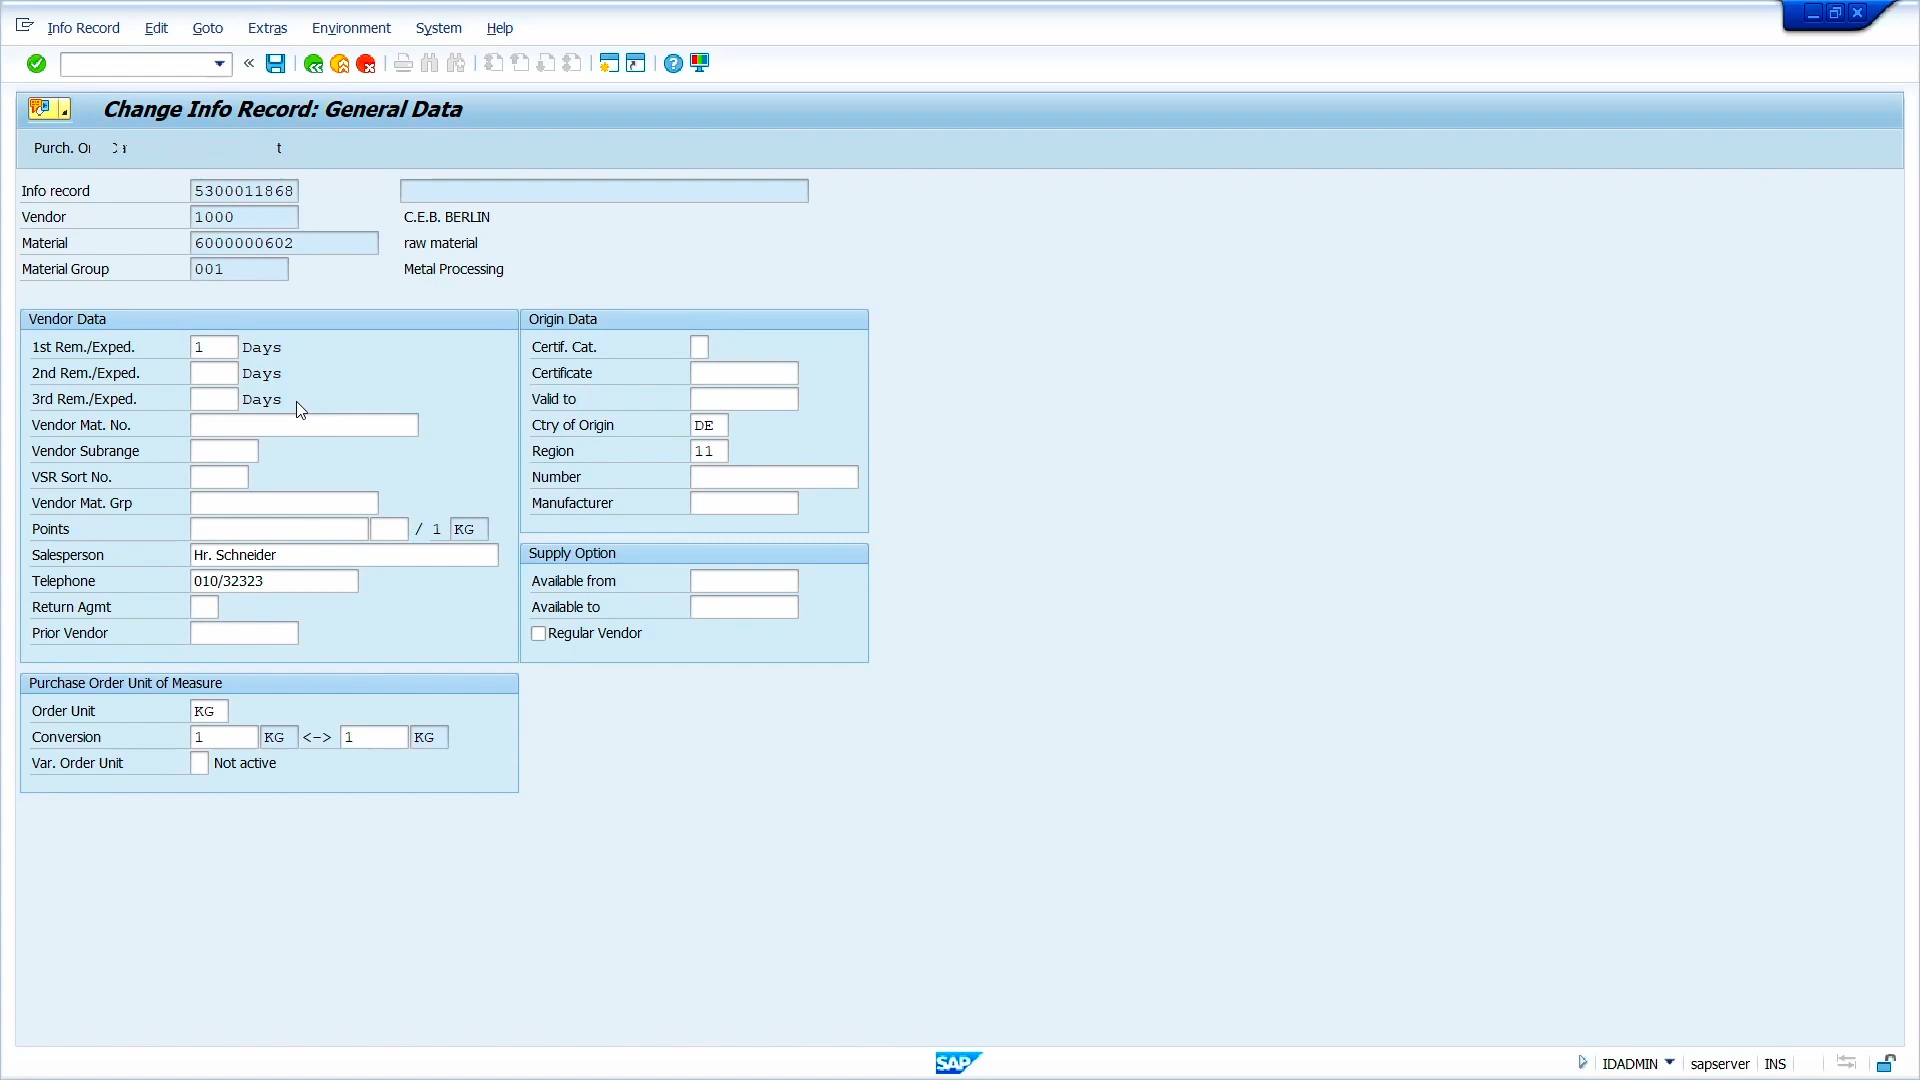 Info Record Edit Goto Extras Environment System Help
«
Change Info Record: General Data
Purch.
Info record 5300011868
Vendor 1000 C.E.B. BERLIN
Material 6000000602 raw material
Material Group 001 Metal Processing
Vendor Data
1st Rem./Exped. 1 Days
2nd Rem./Exped. Days
3rd Rem./Exped. Days
Vendor Mat. No.
Vendor Subrange
VSR Sort No.
Vendor Mat. Grp
Points / 1 KG
Salesperson Hr. Schneider
Telephone 010/32323
Return Agmt
Prior Vendor
Origin Data
Certif. Cat.
Certificate
Valid to
Ctry of Origin DE
Region 11
Number
Manufacturer
Supply Option
Available from
Available to
Regular Vendor
Purchase Order Unit of Measure
Order Unit KG
Conversion 1 KG <-> 1 KG
Var. Order Unit Not active
SAP
IDADMIN sapserver INS